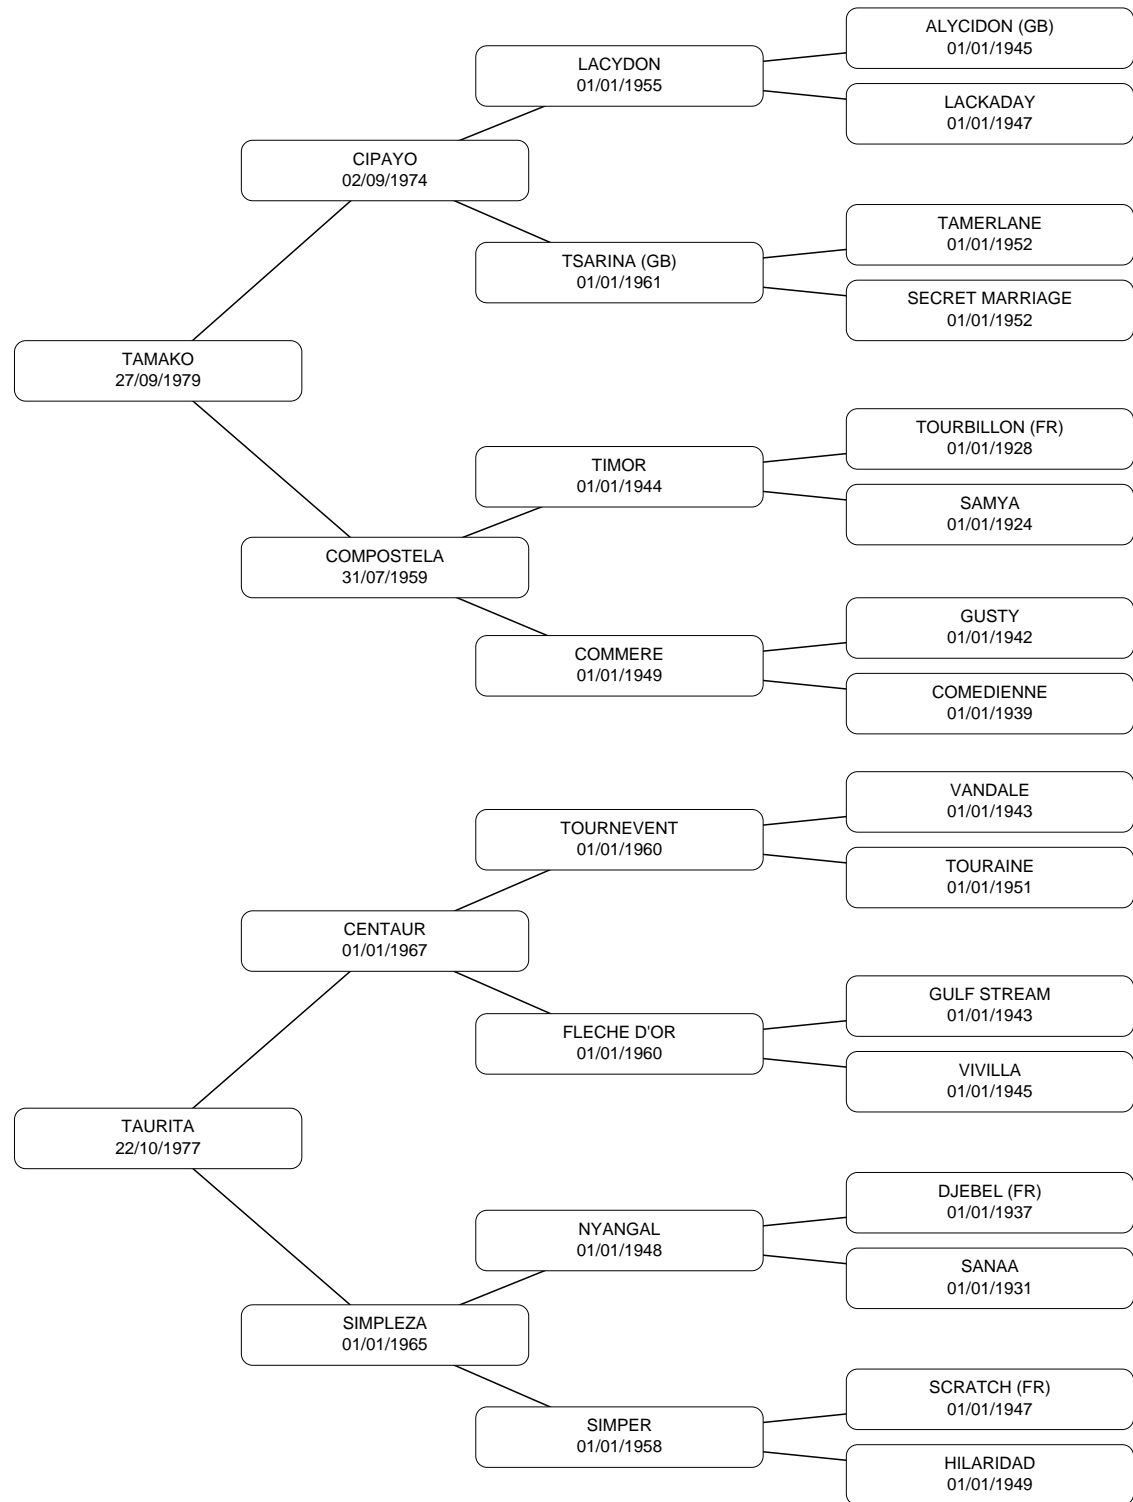 ALYCIDON (GB)
01/01/1945
LACYDON
01/01/1955
LACKADAY
01/01/1947
CIPAYO
02/09/1974
TAMERLANE
01/01/1952
TSARINA (GB)
01/01/1961
SECRET MARRIAGE
01/01/1952
TAMAKO
27/09/1979
TOURBILLON (FR)
01/01/1928
TIMOR
01/01/1944
SAMYA
01/01/1924
COMPOSTELA
31/07/1959
GUSTY
01/01/1942
COMMERE
01/01/1949
COMEDIENNE
01/01/1939
VANDALE
01/01/1943
TOURNEVENT
01/01/1960
TOURAINE
01/01/1951
CENTAUR
01/01/1967
GULF STREAM
01/01/1943
FLECHE D'OR
01/01/1960
VIVILLA
01/01/1945
TAURITA
22/10/1977
DJEBEL (FR)
01/01/1937
NYANGAL
01/01/1948
SANAA
01/01/1931
SIMPLEZA
01/01/1965
SCRATCH (FR)
01/01/1947
SIMPER
01/01/1958
HILARIDAD
01/01/1949